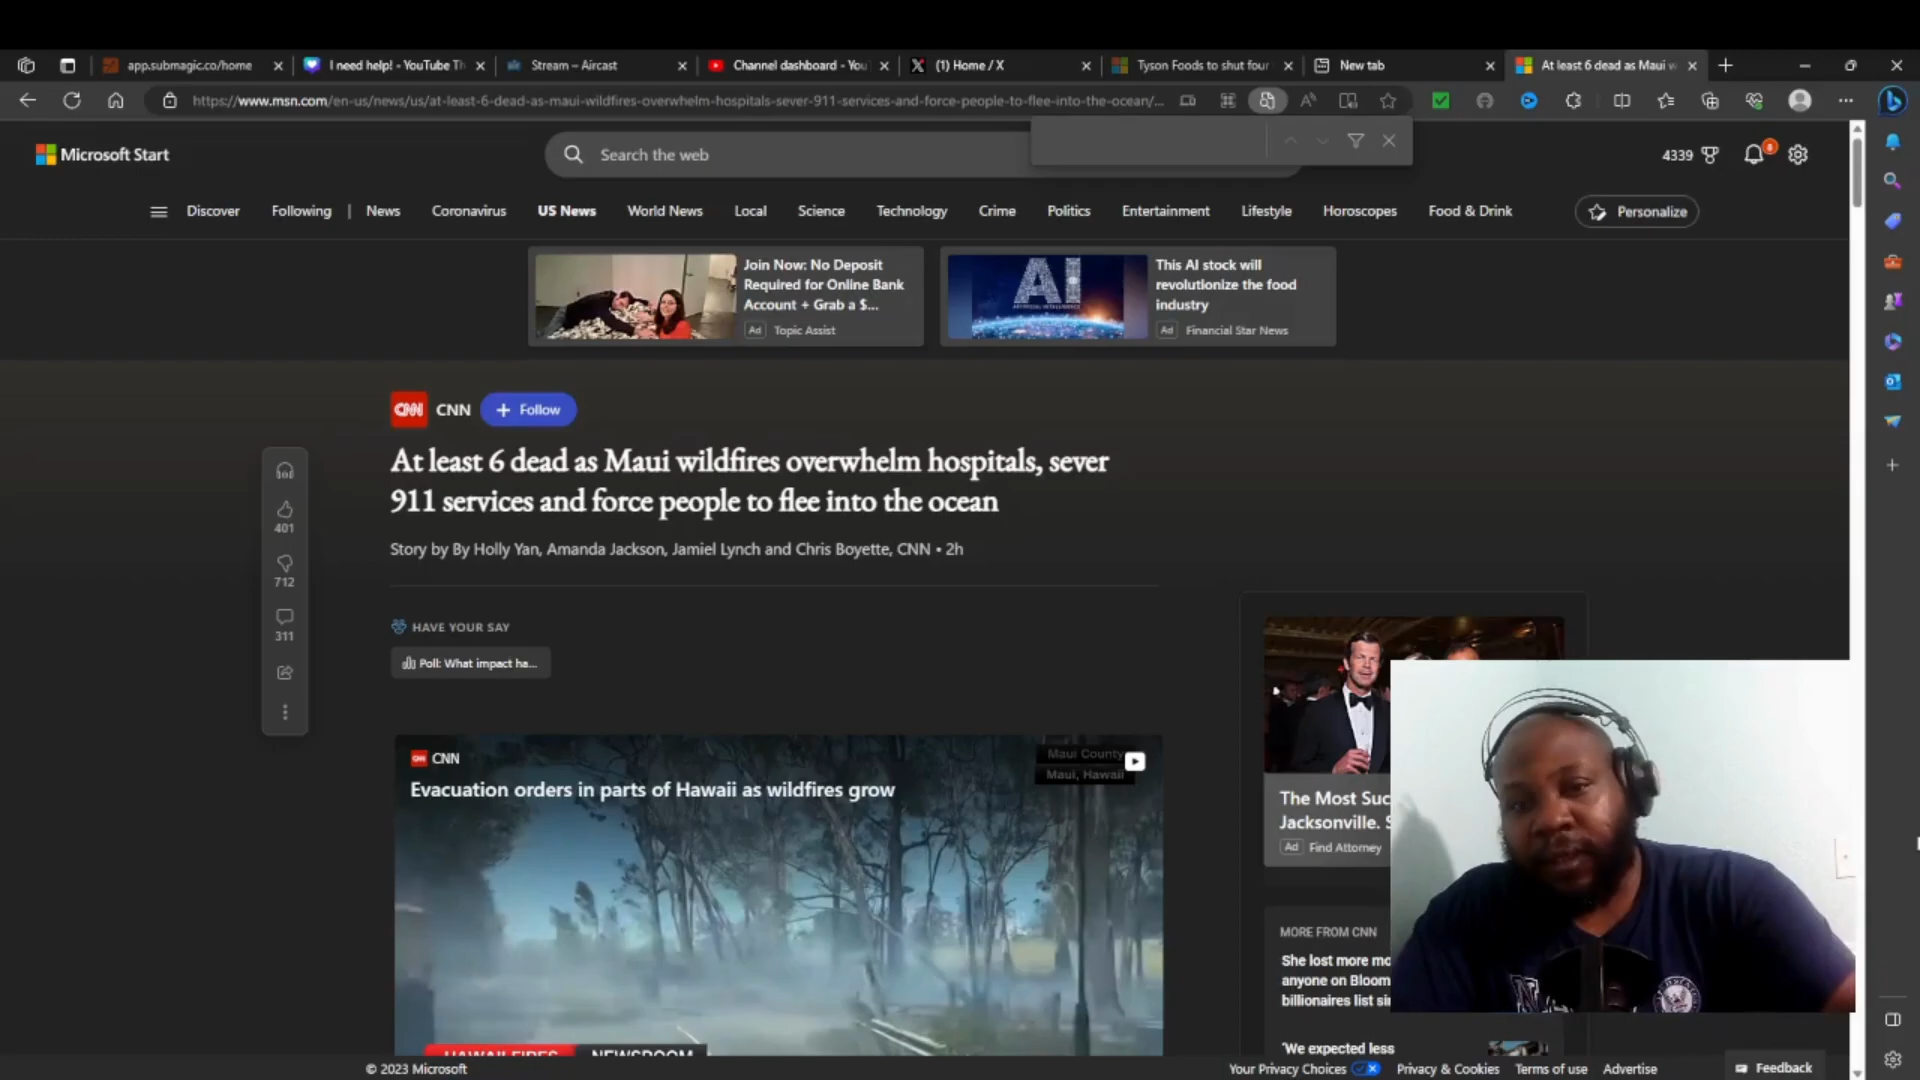 app.submagic.co/home
I need help! - YouTube Th
Stream – Aircast
Channel dashboard - You
(1) Home / X
Tyson Foods to shut four
New tab
At least 6 dead as Maui w
https://www.msn.com/en-us/news/us/at-least-6-dead-as-maui-wildfires-overwhelm-hospitals-sever-911-services-and-force-people-to-flee-into-the-ocean/...
Microsoft Start
Search the web
4339
8
Discover
Following
News
Coronavirus
US News
World News
Local
Science
Technology
Crime
Politics
Entertainment
Lifestyle
Horoscopes
Food & Drink
Personalize
Join Now: No Deposit
Required for Online Bank
Account + Grab a $...
Ad Topic Assist
AI
ARTIFICIAL INTELLIGENCE
This AI stock will
revolutionize the food
industry
Ad Financial Star News
CNN CNN + Follow
At least 6 dead as Maui wildfires overwhelm hospitals, sever
911 services and force people to flee into the ocean
Story by By Holly Yan, Amanda Jackson, Jamiel Lynch and Chris Boyette, CNN • 2h
401
712
311
HAVE YOUR SAY
Poll: What impact ha...
CNN CNN
Evacuation orders in parts of Hawaii as wildfires grow
Maui County
Maui, Hawaii
HAWAII FIRES NEWSROOM
The Most Suc
Jacksonville. S
Ad Find Attorney
MORE FROM CNN
She lost more mo
anyone on Bloom
billionaires list si
'We expected less
© 2023 Microsoft
Your Privacy Choices
Privacy & Cookies
Terms of use
Advertise
Feedback